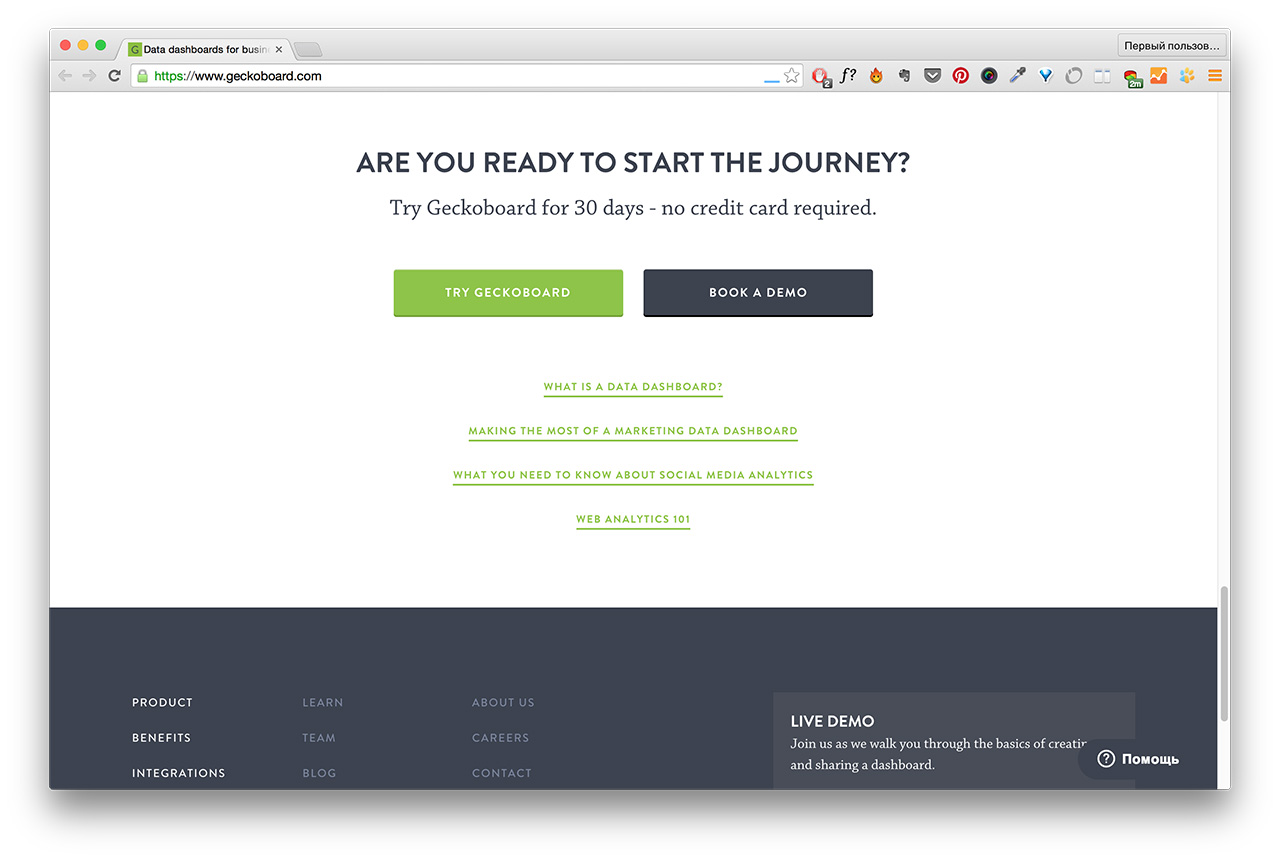 G Data dashboards for busin
Первый пользов...
https://www.geckoboard.com
2
f?
2m
ARE YOU READY TO START THE JOURNEY?
Try Geckoboard for 30 days - no credit card required.
TRY GECKOBOARD
BOOK A DEMO
WHAT IS A DATA DASHBOARD?
MAKING THE MOST OF A MARKETING DATA DASHBOARD
WHAT YOU NEED TO KNOW ABOUT SOCIAL MEDIA ANALYTICS
WEB ANALYTICS 101
PRODUCT
BENEFITS
INTEGRATIONS
LEARN
TEAM
BLOG
ABOUT US
CAREERS
CONTACT
LIVE DEMO
Join us as we walk you through the basics of creatin
and sharing a dashboard.
? Помощь